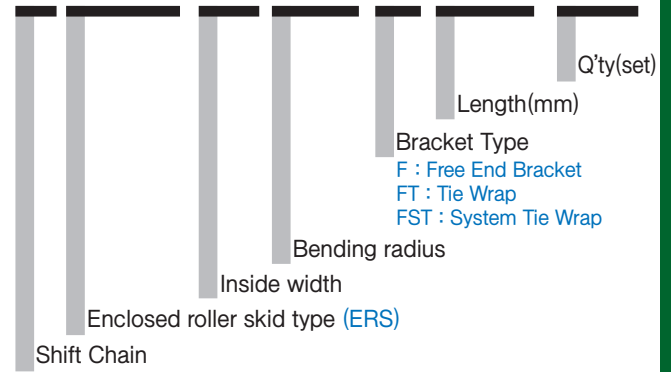 Q'ty(set)
Length(mm)
Bracket Type
F : Free End Bracket
FT : Tie Wrap
FST : System Tie Wrap
Bending radius
Inside width
Enclosed roller skid type (ERS)
Shift Chain